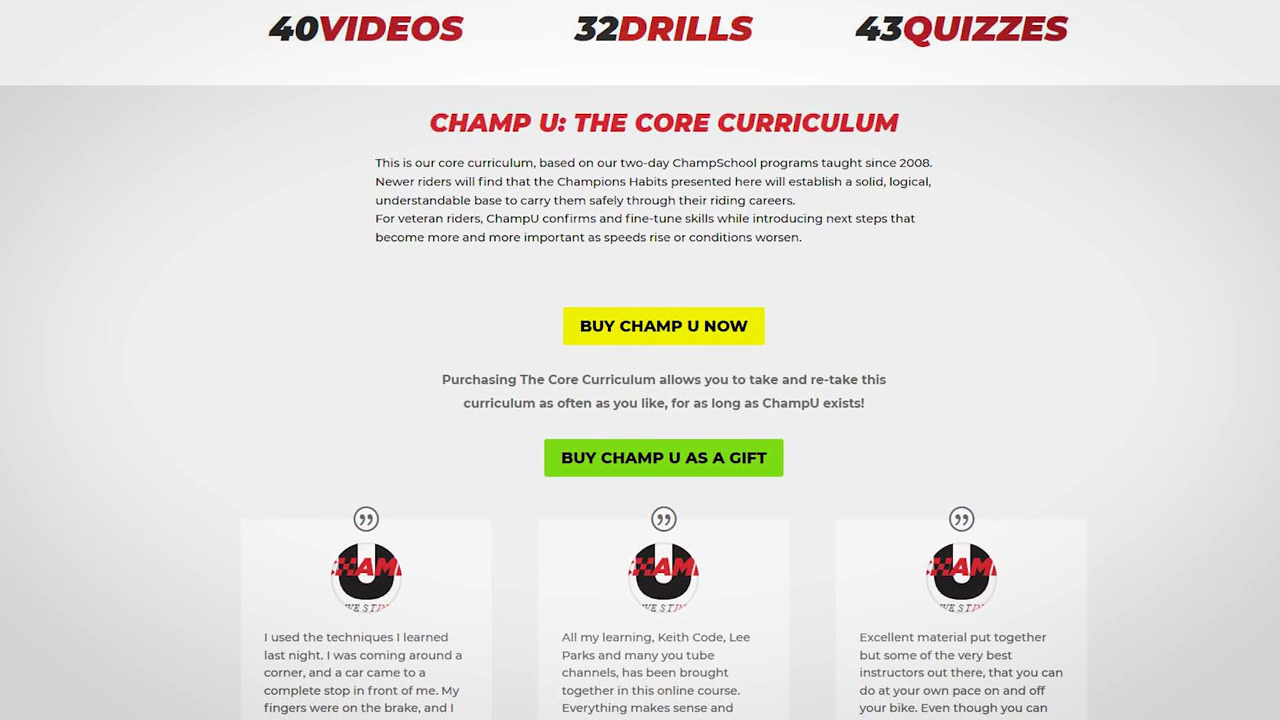 40VIDEOS
32DRILLS
43QUIZZES
CHAMP U: THE CORE CURRICULUM
This is our core curriculum, based on our two-day ChampSchool programs taught since 2008.
Newer riders will find that the Champions Habits presented here will establish a solid, logical,
understandable base to carry them safely through their riding careers.
For veteran riders, ChampU confirms and fine-tune skills while introducing next steps that
become more and more important as speeds rise or conditions worsen.
BUY CHAMP U NOW
Purchasing The Core Curriculum allows you to take and re-take this
curriculum as often as you like, for as long as ChampU exists!
BUY CHAMP U AS A GIFT
I used the techniques I learned
last night. I was coming around a
corner, and a car came to a
complete stop in front of me. My
fingers were on the brake, and I
All my learning, Keith Code, Lee
Parks and many you tube
channels, has been brought
together in this online course.
Everything makes sense and
Excellent material put together
but some of the very best
instructors out there, that you can
do at your own pace on and off
your bike. Even though you can